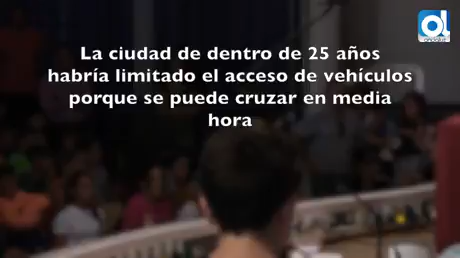 La ciudad de dentro de 25 años
habría limitado el acceso de vehículos
porque se puede cruzar en media
hora